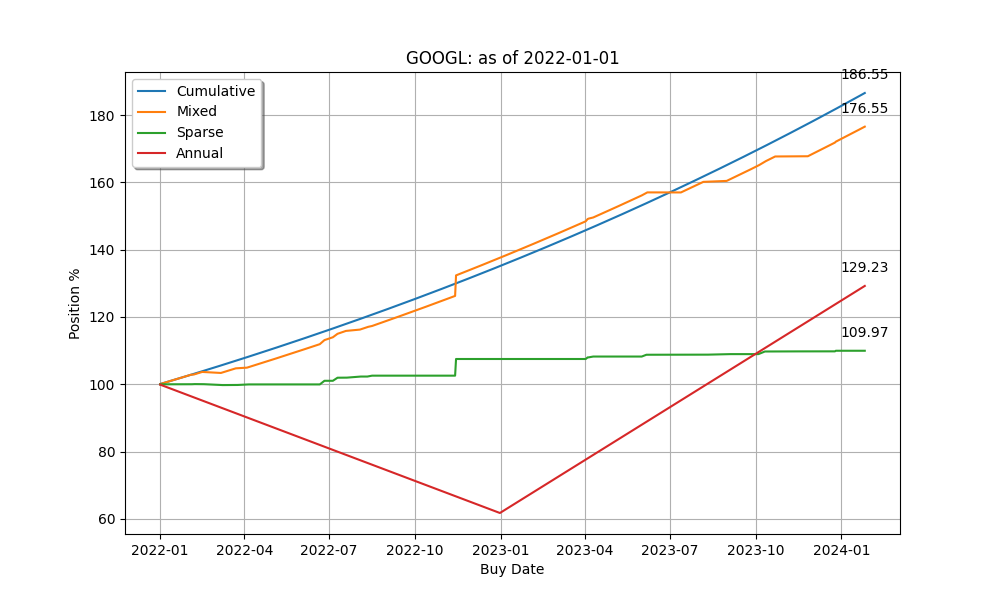 GOOGL: as of 2022-01-01
186.55
Cumulative
Mixed
Sparse
Annual
176.55
129.23
109.97
180
160
140
120
100
80
60
Position %
2022-01
2022-04
2022-07
2022-10
2023-01
2023-04
2023-07
2023-10
2024-01
Buy Date